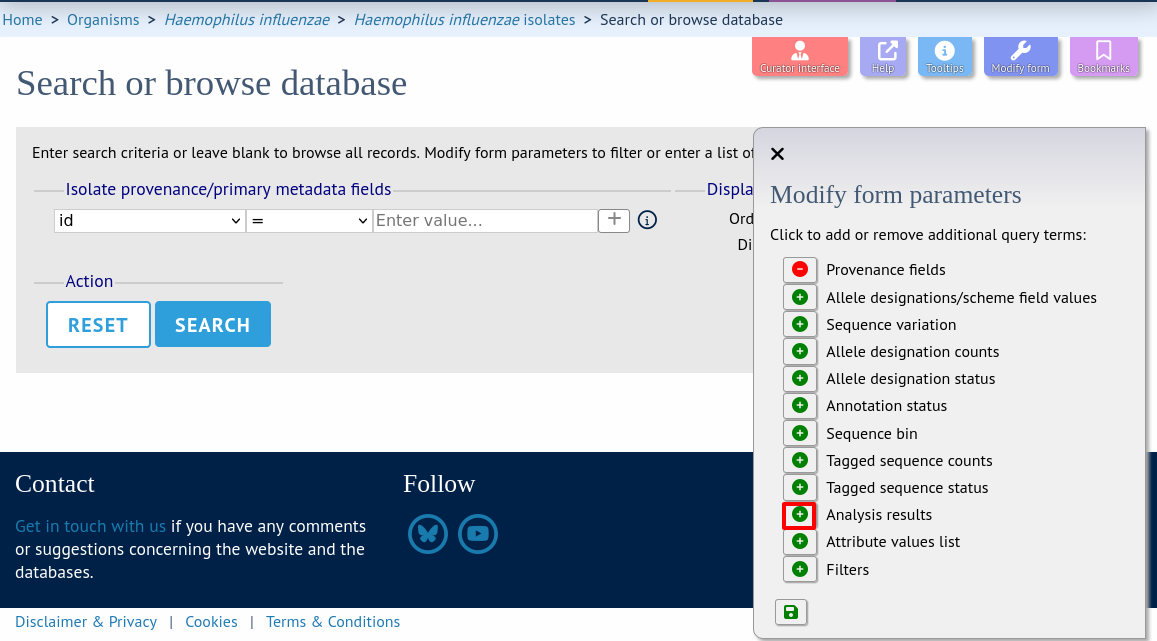 Home > Organisms > Haemophilus influenzae > Haemophilus influenzae isolates > Search or browse database
Curator interface
Help
Tooltips
Modify form
Bookmarks
Search or browse database
Enter search criteria or leave blank to browse all records. Modify form parameters to filter or enter a list of
Isolate provenance/primary metadata fields
id
=
Enter value...
+
Displa
Ord
Di
Action
RESET
SEARCH
Modify form parameters
Click to add or remove additional query terms:
Provenance fields
Allele designations/scheme field values
Sequence variation
Allele designation counts
Allele designation status
Annotation status
Sequence bin
Tagged sequence counts
Tagged sequence status
Analysis results
Attribute values list
Filters
Contact
Get in touch with us if you have any comments
or suggestions concerning the website and the
databases.
Follow
Disclaimer & Privacy | Cookies | Terms & Conditions